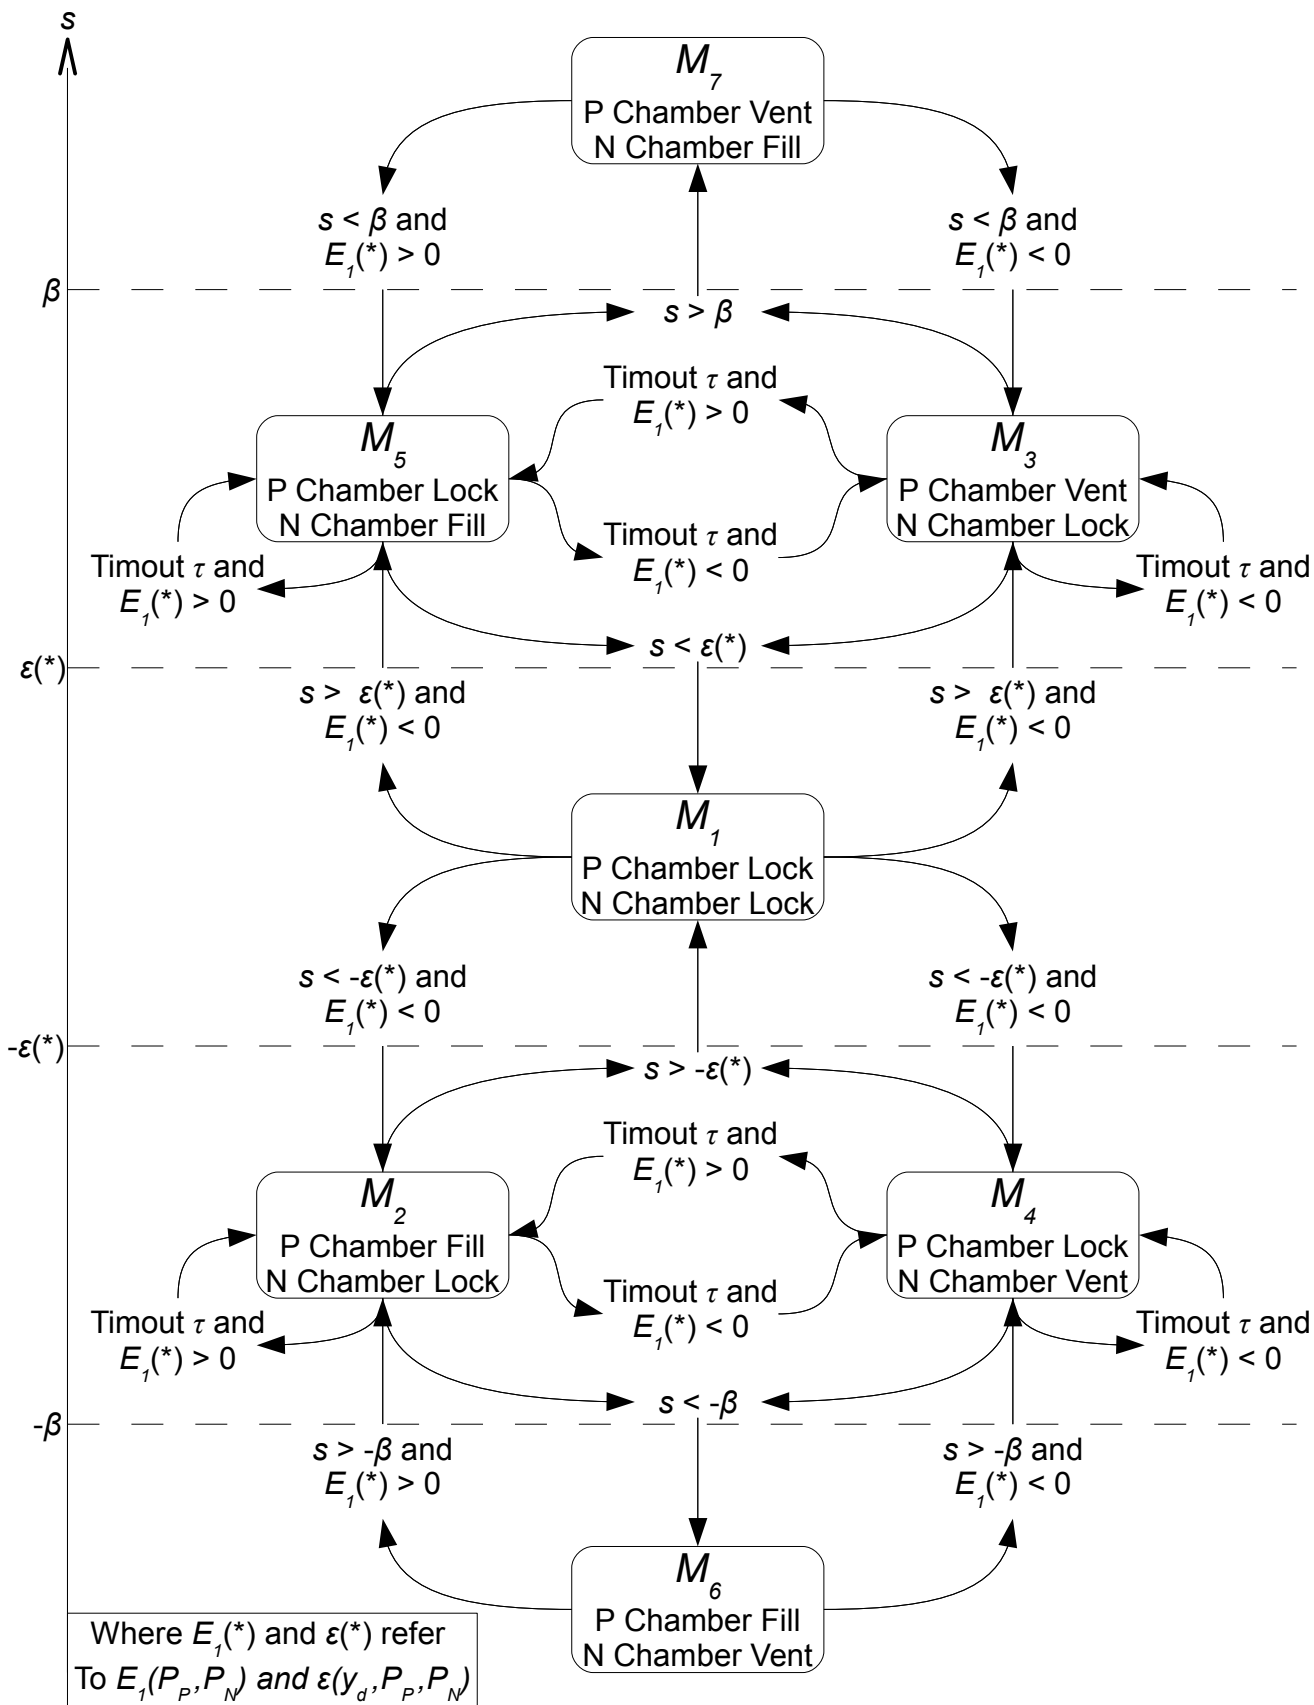 s
M7
P Chamber Vent
N Chamber Fill
s < β and
E1(*) > 0
s < β and
E1(*) < 0
β
s > β
Timout τ and
E1(*) > 0
M5
P Chamber Lock
N Chamber Fill
M3
P Chamber Vent
N Chamber Lock
Timout τ and
E1(*) < 0
Timout τ and
E1(*) > 0
Timout τ and
E1(*) < 0
s < ε(*)
ε(*)
s > ε(*) and
E1(*) < 0
s > ε(*) and
E1(*) < 0
M1
P Chamber Lock
N Chamber Lock
s < -ε(*) and
E1(*) < 0
s < -ε(*) and
E1(*) < 0
-ε(*)
s > -ε(*)
Timout τ and
E1(*) > 0
M2
P Chamber Fill
N Chamber Lock
M4
P Chamber Lock
N Chamber Vent
Timout τ and
E1(*) < 0
Timout τ and
E1(*) > 0
Timout τ and
E1(*) < 0
s < -β
-β
s > -β and
E1(*) > 0
s > -β and
E1(*) < 0
M6
P Chamber Fill
N Chamber Vent
Where E1(*) and ε(*) refer
To E1(PP,PN) and ε(yd,PP,PN)